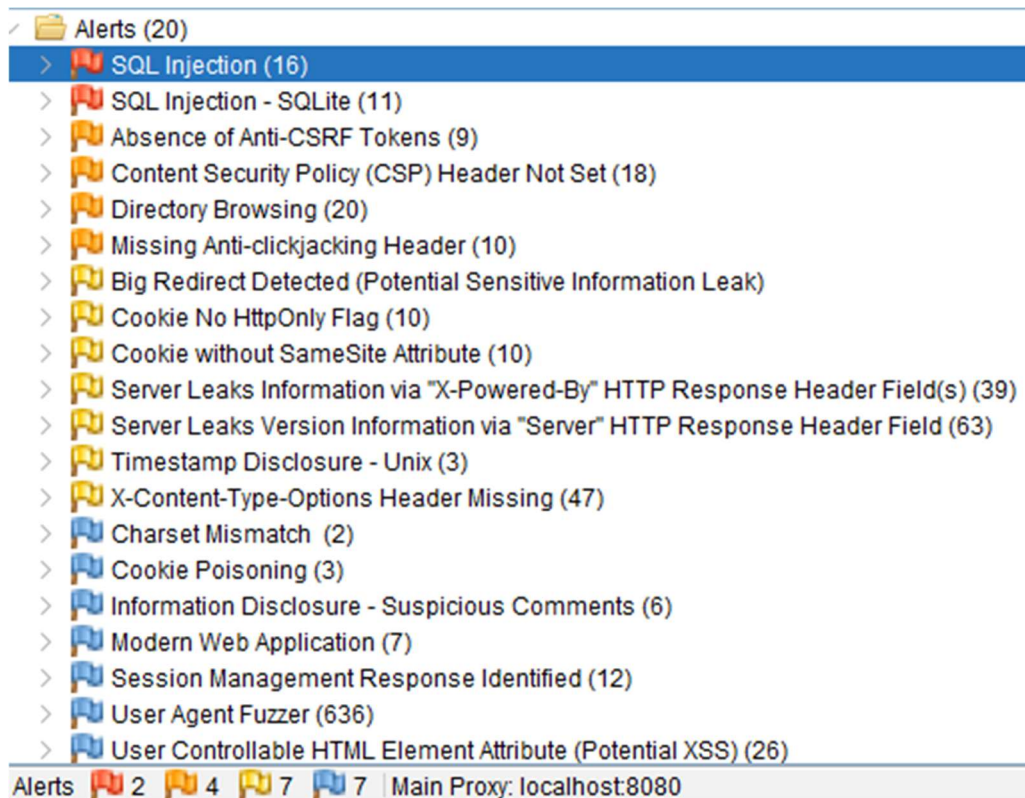 Alerts (20)
SQL Injection (16)
SQL Injection - SQLite (11)
Absence of Anti-CSRF Tokens (9)
Content Security Policy (CSP) Header Not Set (18)
Directory Browsing (20)
Missing Anti-clickjacking Header (10)
Big Redirect Detected (Potential Sensitive Information Leak)
Cookie No HttpOnly Flag (10)
Cookie without SameSite Attribute (10)
Server Leaks Information via "X-Powered-By" HTTP Response Header Field(s) (39)
Server Leaks Version Information via "Server" HTTP Response Header Field (63)
Timestamp Disclosure - Unix (3)
X-Content-Type-Options Header Missing (47)
Charset Mismatch (2)
Cookie Poisoning (3)
Information Disclosure - Suspicious Comments (6)
Modern Web Application (7)
Session Management Response Identified (12)
User Agent Fuzzer (636)
User Controllable HTML Element Attribute (Potential XSS) (26)
Alerts 2 4 7 7 Main Proxy: localhost:8080